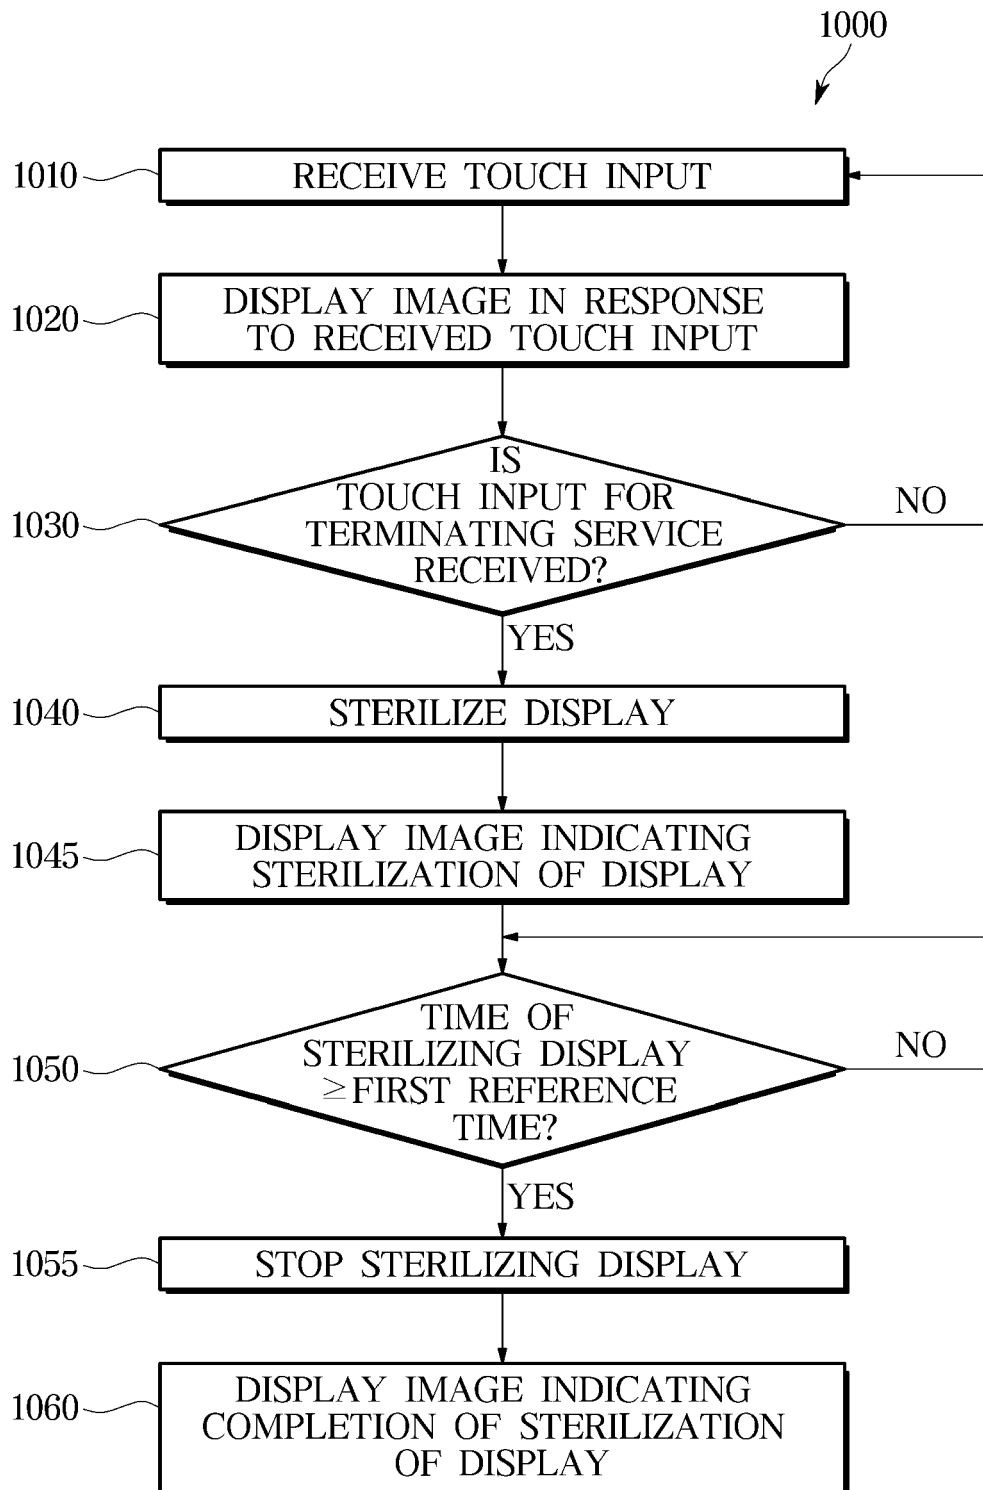 1000
1010
RECEIVE TOUCH INPUT
1020
DISPLAY IMAGE IN RESPONSE
TO RECEIVED TOUCH INPUT
1030
IS
TOUCH INPUT FOR
TERMINATING SERVICE
RECEIVED?
NO
YES
1040
STERILIZE DISPLAY
1045
DISPLAY IMAGE INDICATING
STERILIZATION OF DISPLAY
1050
TIME OF
STERILIZING DISPLAY
≥FIRST REFERENCE
TIME?
NO
YES
1055
STOP STERILIZING DISPLAY
1060
DISPLAY IMAGE INDICATING
COMPLETION OF STERILIZATION
OF DISPLAY